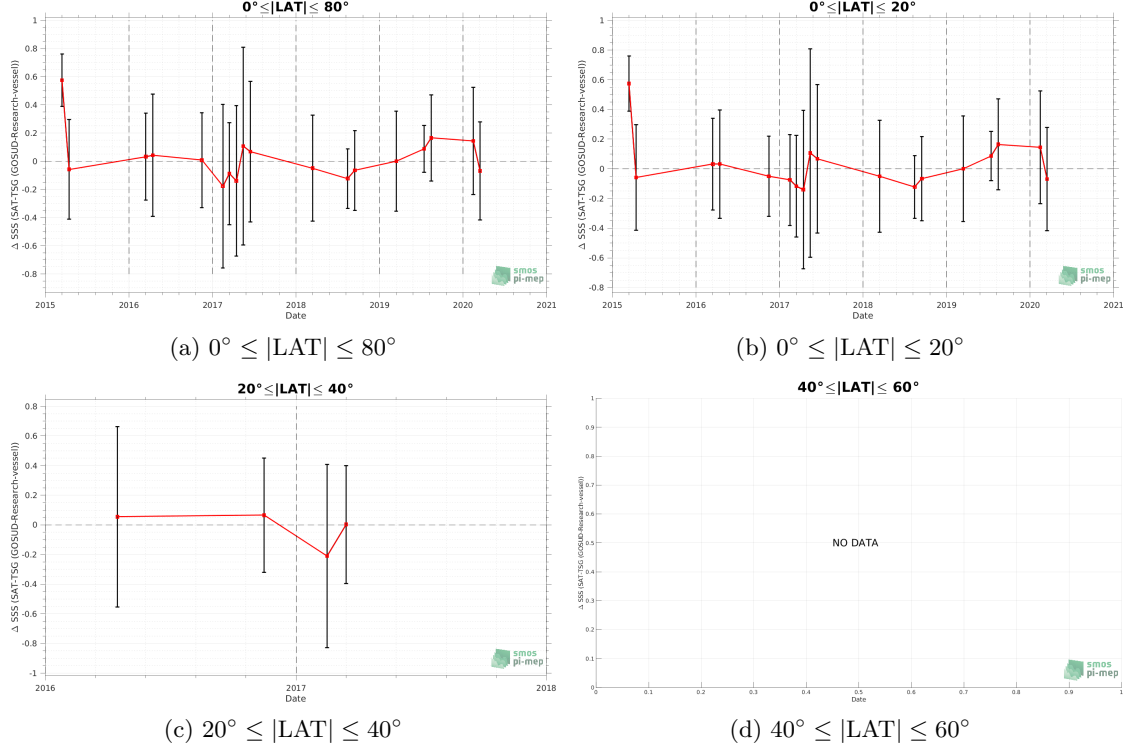 0°≤|LAT|≤ 80°
1
0.8
0.6
0.4
0.2
0
-0.2
-0.4
-0.6
-0.8
Δ SSS (SAT-TSG (GOSUD-Research-vessel))
2015 2016 2017 2018 2019 2020 2021
Date
smos
pi-mep
(a) 0° ≤ |LAT| ≤ 80°
0°≤|LAT|≤ 20°
1
0.8
0.6
0.4
0.2
0
-0.2
-0.4
-0.6
-0.8
Δ SSS (SAT-TSG (GOSUD-Research-vessel))
2015 2016 2017 2018 2019 2020 2021
Date
smos
pi-mep
(b) 0° ≤ |LAT| ≤ 20°
20°≤|LAT|≤ 40°
0.8
0.6
0.4
0.2
0
-0.2
-0.4
-0.6
-0.8
-1
Δ SSS (SAT-TSG (GOSUD-Research-vessel))
2016 2017 2018
Date
smos
pi-mep
(c) 20° ≤ |LAT| ≤ 40°
40°≤|LAT|≤ 60°
1
0.9
0.8
0.7
0.6
0.5
0.4
0.3
0.2
0.1
0
Δ SSS (SAT-TSG (GOSUD-Research-vessel))
NO DATA
0 0.1 0.2 0.3 0.4 0.5 0.6 0.7 0.8 0.9 1
Date
smos
pi-mep
(d) 40° ≤ |LAT| ≤ 60°